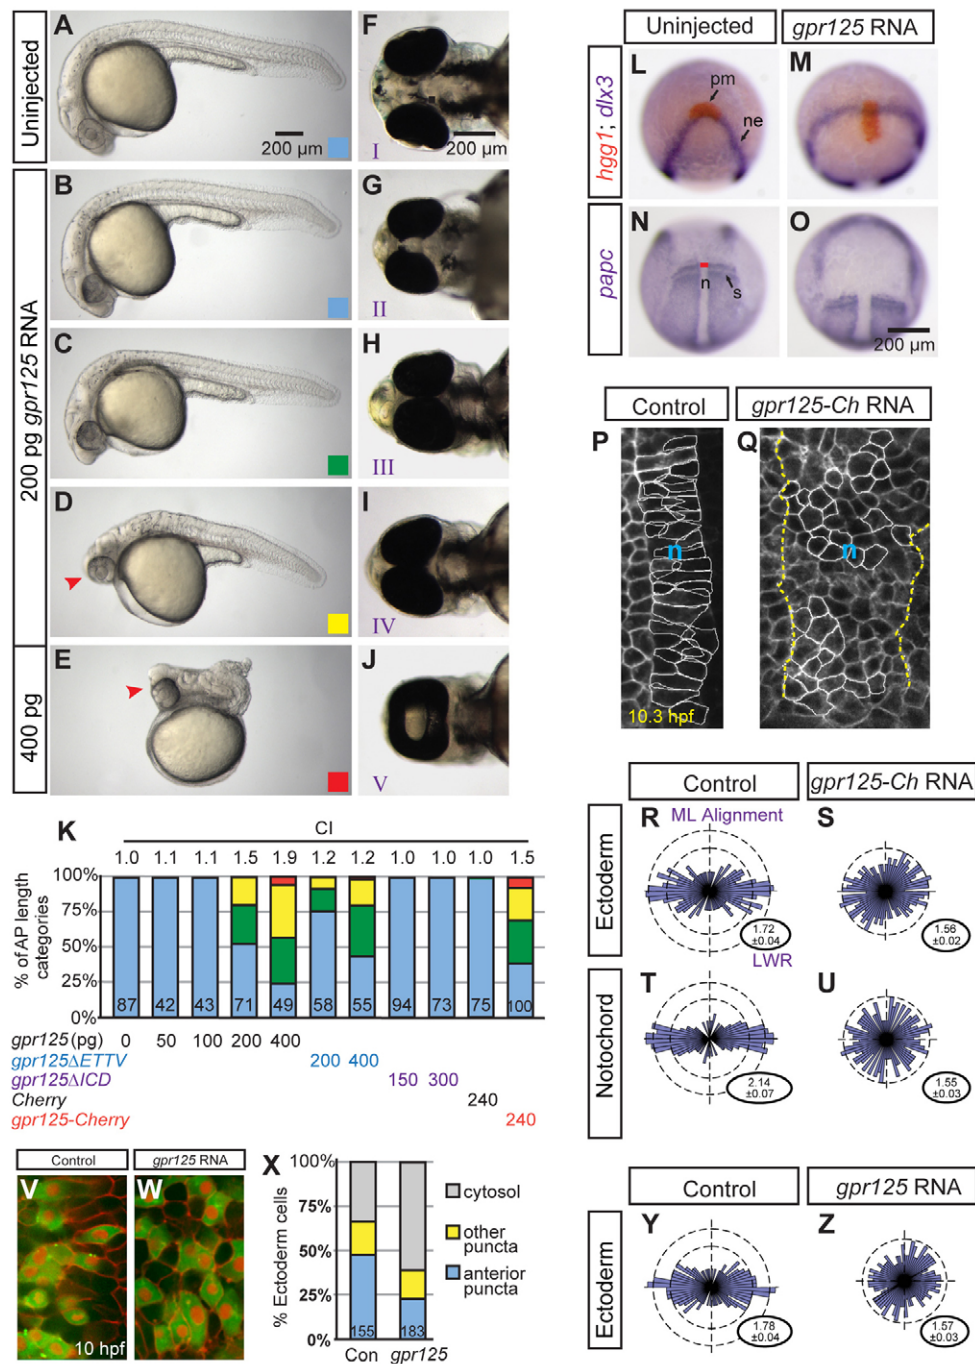 Uninjected
200 pg gpr125 RNA
400 pg
A
200 µm
F
200 µm
I
B
G
II
C
H
III
D
I
IV
E
J
V
Uninjected
gpr125 RNA
hgg1; dlx3
L
pm
ne
M
papc
N
n
s
O
200 µm
Control
gpr125-Ch RNA
P
n
10.3 hpf
Q
n
Control
gpr125-Ch RNA
Ectoderm
R
ML Alignment
1.72
±0.04
LWR
S
1.56
±0.02
Notochord
T
2.14
±0.07
U
1.55
±0.03
K
CI
1.0 1.1 1.1 1.5 1.9 1.2 1.2 1.0 1.0 1.0 1.5
% of AP length
categories
100%
75%
50%
25%
0%
87 42 43 71 49 58 55 94 73 75 100
gpr125 (pg) 0 50 100 200 400
gpr125ΔETTV 200 400
gpr125ΔICD 150 300
Cherry 240
gpr125-Cherry 240
Control
gpr125 RNA
V
10 hpf
W
X
% Ectoderm cells
100%
75%
50%
25%
0%
155 183
Con gpr125
cytosol
other
puncta
anterior
puncta
Control
gpr125 RNA
Ectoderm
Y
1.78
±0.04
Z
1.57
±0.03